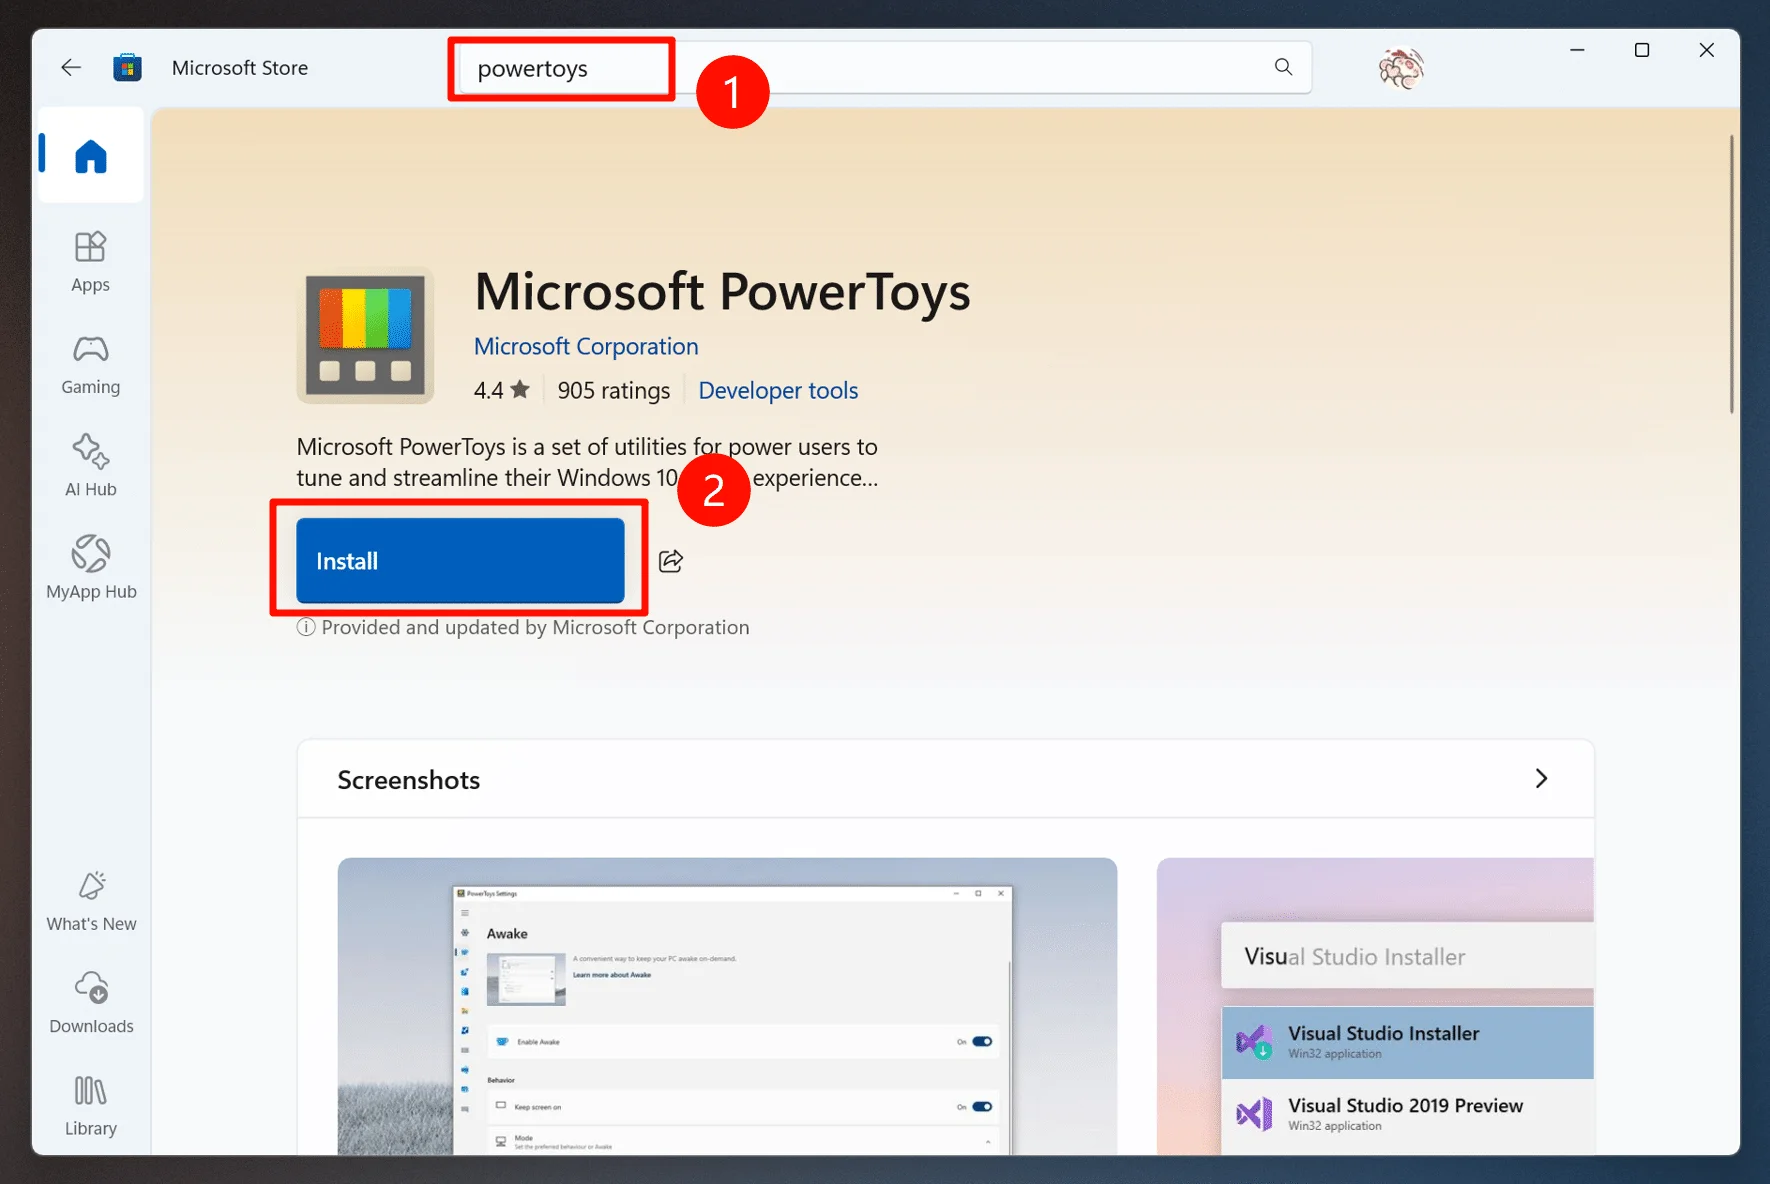 Microsoft Store
powertoys
1
Apps
Gaming
AI Hub
MyApp Hub
What's New
Downloads
Library
Microsoft PowerToys
Microsoft Corporation
4.4 ★ 905 ratings Developer tools
Microsoft PowerToys is a set of utilities for power users to
tune and streamline their Windows 10 experience...
2
Install
Provided and updated by Microsoft Corporation
Screenshots
PowerToys Settings
Awake
A convenient way to keep your PC awake on-demand.
Learn more about Awake
Enable Awake On
Behavior
Keep screen on On
Mode
Set the preferred behaviour or Awake
Visual Studio Installer
Visual Studio Installer
Win32 application
Visual Studio 2019 Preview
Win32 application